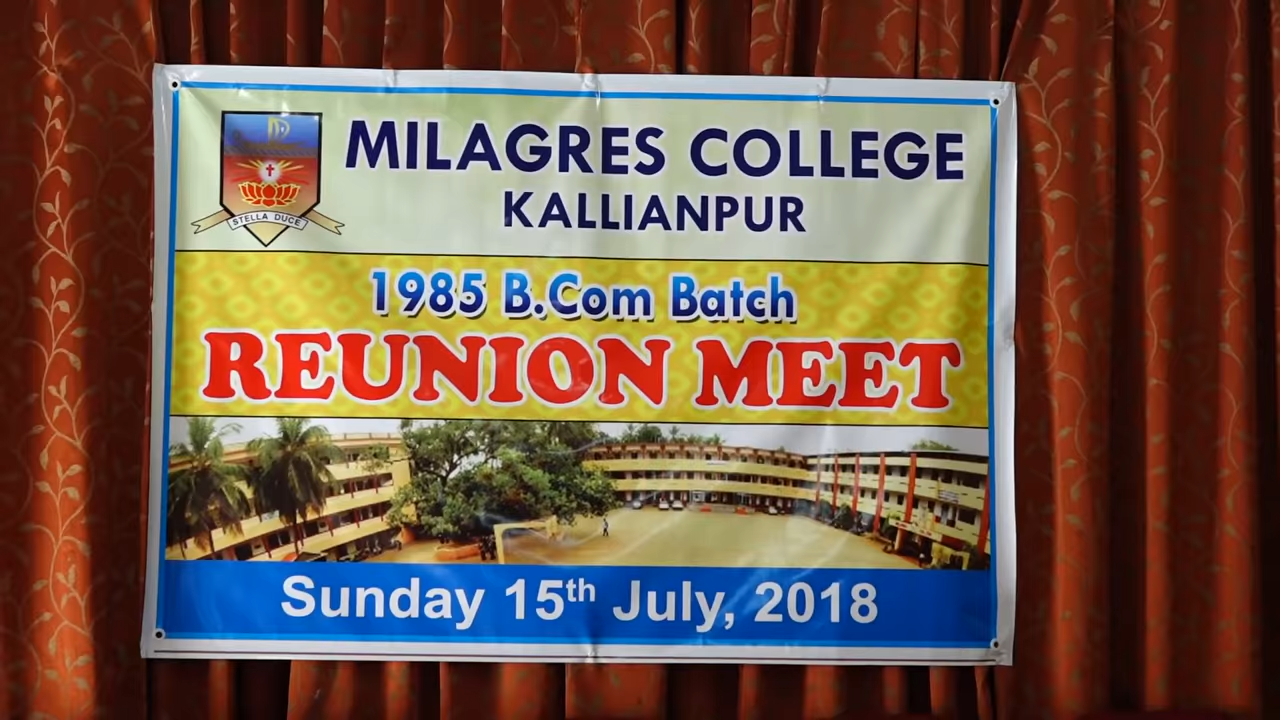 MILAGRES COLLEGE
KALLIANPUR
STELLA DUCE
1985 B.Com Batch
REUNION MEET
Sunday 15th July, 2018